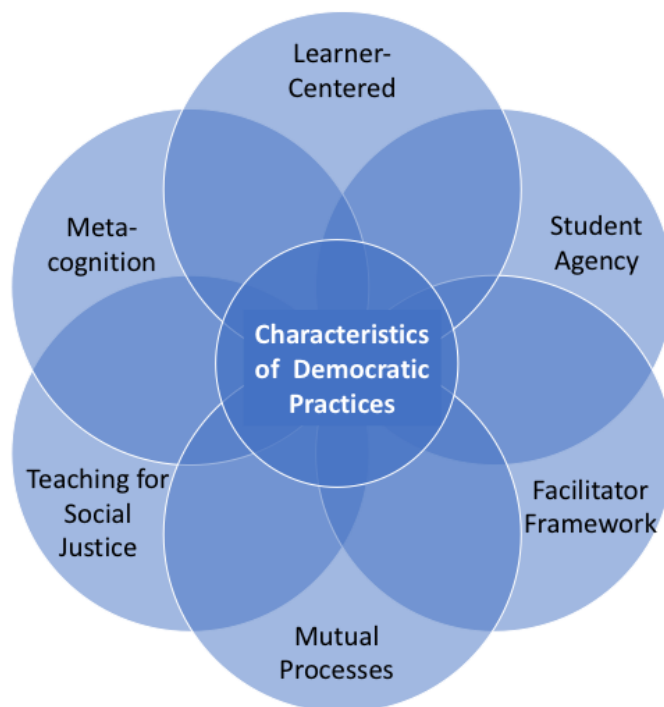 Learner-
Centered
Student
Agency
Meta-
cognition
Characteristics
of Democratic
Practices
Teaching for
Social
Justice
Facilitator
Framework
Mutual
Processes